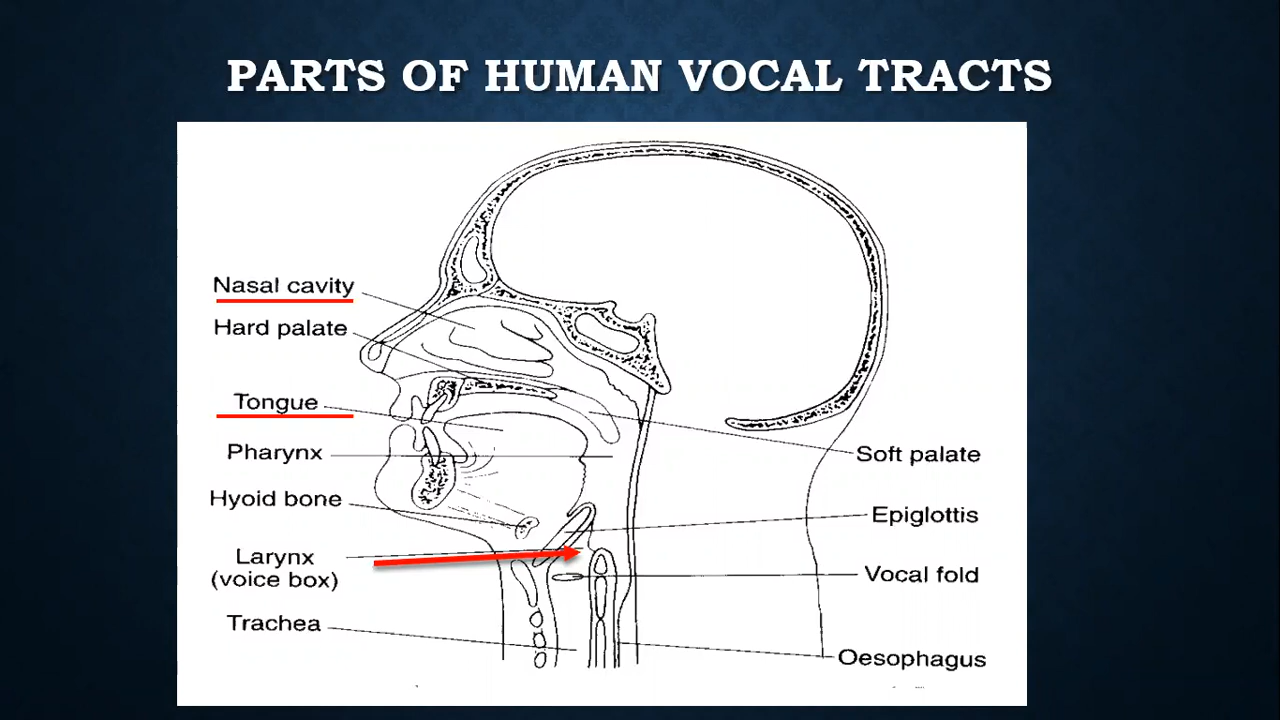 PARTS OF HUMAN VOCAL TRACTS
Nasal cavity
Hard palate
Tongue
Pharynx
Hyoid bone
Larynx
(voice box)
Trachea
Soft palate
Epiglottis
Vocal fold
Oesophagus